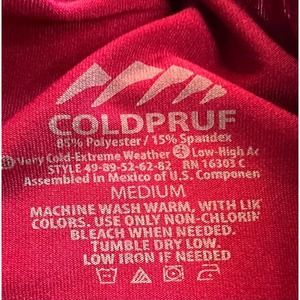 COLDPRUF
85% Polyester / 15% Spandex
Very Cold-Extreme Weather Low-High Ac
STYLE 49-89-52-62-82 RN 16303 C
Assembled in Mexico of U.S. Componen
MEDIUM
MACHINE WASH WARM, WITH LIK
COLORS. USE ONLY NON-CHLORIN
BLEACH WHEN NEEDED.
TUMBLE DRY LOW.
LOW IRON IF NEEDED